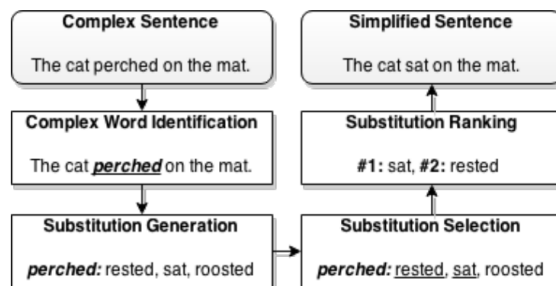 Complex Sentence
The cat perched on the mat.
Complex Word Identification
The cat perched on the mat.
Substitution Generation
perched: rested, sat, roosted
Substitution Selection
perched: rested, sat, roosted
Substitution Ranking
#1: sat, #2: rested
Simplified Sentence
The cat sat on the mat.